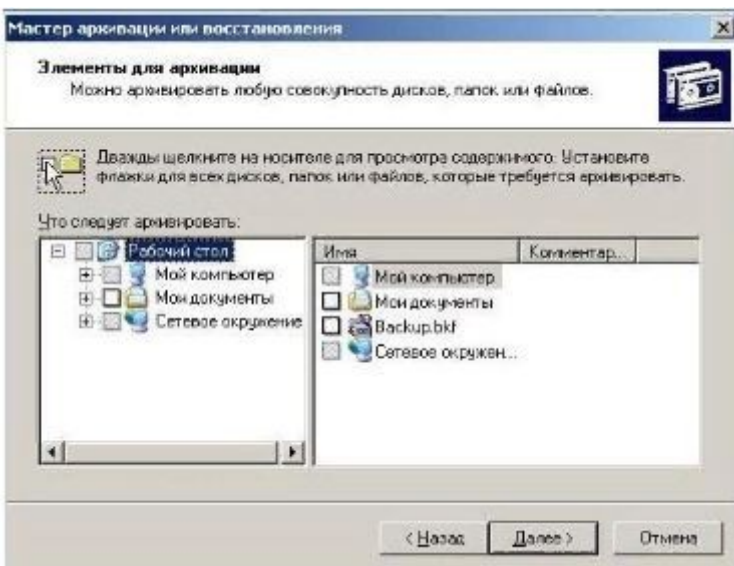 Мастер архивации или восстановления
Элементы для архивации
Можно архивировать любую совокупность дисков, папок или файлов.
Дважды щелкните на носителе для просмотра содержимого. Установите
флажки для всех дисков, папок или файлов, которые требуется архивировать.
Что следует архивировать:
Рабочий стол
Мой компьютер
Мои документы
Сетевое окружение
Имя Комментар...
Мой компьютер
Мои документы
Backup.bkf
Сетевое окружен...
< Назад Далее > Отмена